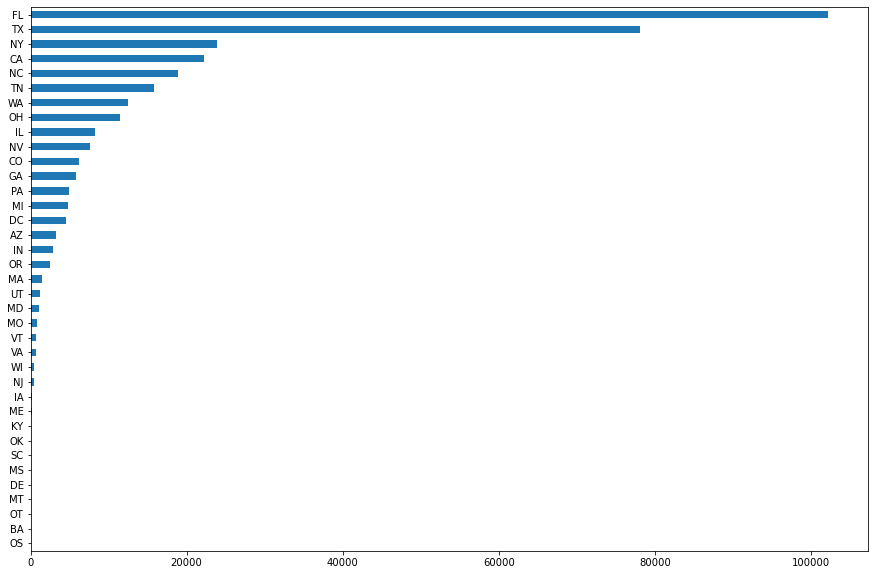 FL
TX
NY
CA
NC
TN
WA
OH
IL
NV
CO
GA
PA
MI
DC
AZ
IN
OR
MA
UT
MD
MO
VT
VA
WI
NJ
IA
ME
KY
OK
SC
MS
DE
MT
OT
BA
OS
0 20000 40000 60000 80000 100000